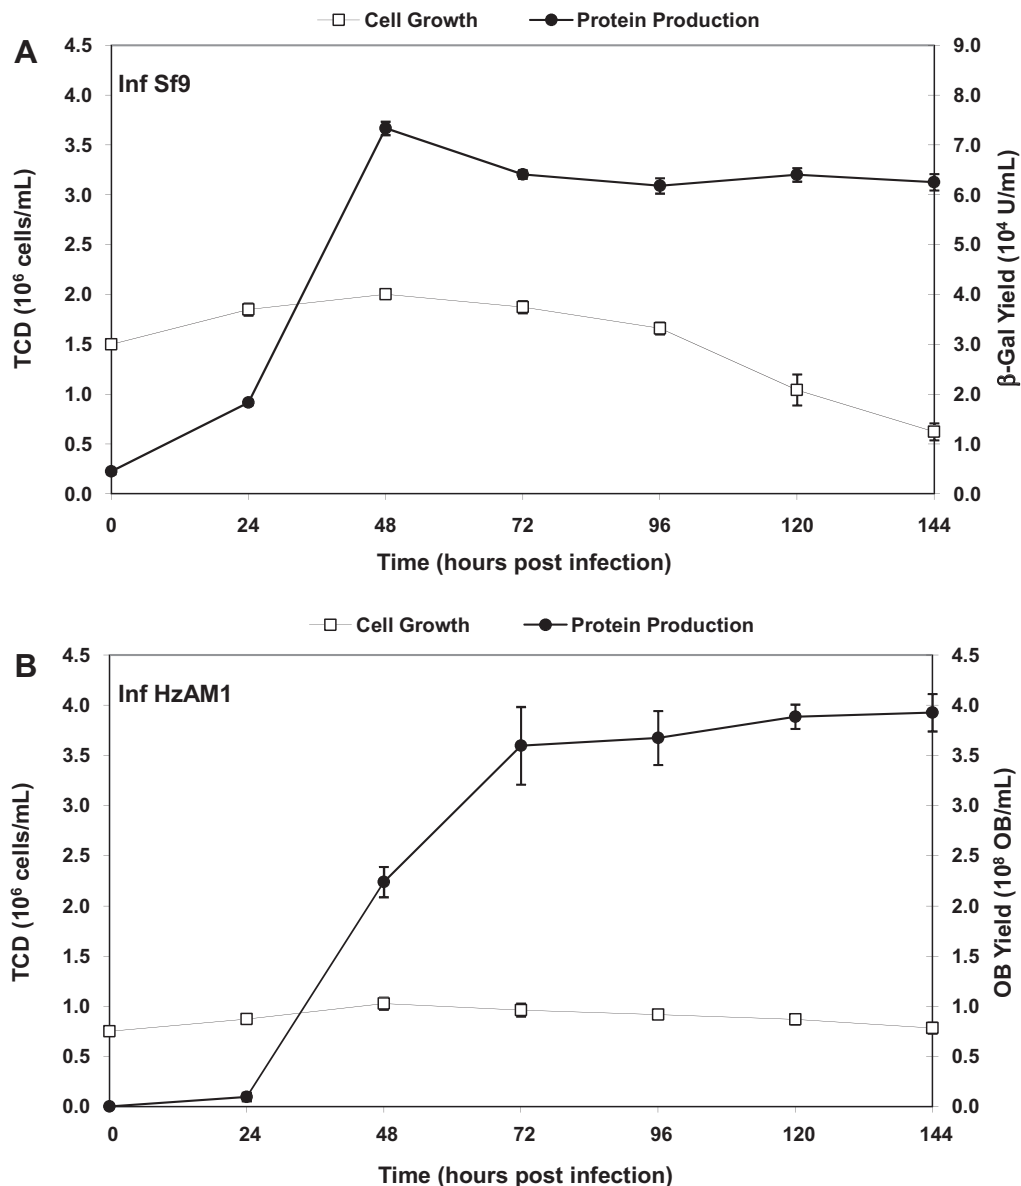 Cell Growth Protein Production
A
Inf Sf9
4.5 9.0
4.0 8.0
3.5 7.0
3.0 6.0
2.5 5.0
2.0 4.0
1.5 3.0
1.0 2.0
0.5 1.0
0.0 0.0
TCD (10⁶ cells/mL)
β-Gal Yield (10⁴ U/mL)
0 24 48 72 96 120 144
Time (hours post infection)
Cell Growth Protein Production
B
Inf HzAM1
4.5 4.5
4.0 4.0
3.5 3.5
3.0 3.0
2.5 2.5
2.0 2.0
1.5 1.5
1.0 1.0
0.5 0.5
0.0 0.0
TCD (10⁶ cells/mL)
OB Yield (10⁸ OB/mL)
0 24 48 72 96 120 144
Time (hours post infection)